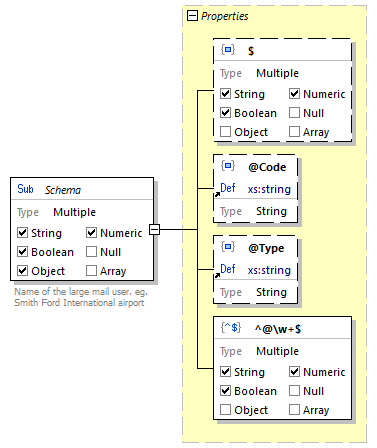 Properties
$
Type Multiple
String Numeric
Boolean Null
Object Array
@Code
Def xs:string
Type String
Sub Schema
Type Multiple
String Numeric
Boolean Null
Object Array
Name of the large mail user. eg.
Smith Ford International airport
@Type
Def xs:string
Type String
{^$} ^@\w+$
Type Multiple
String Numeric
Boolean Null
Object Array